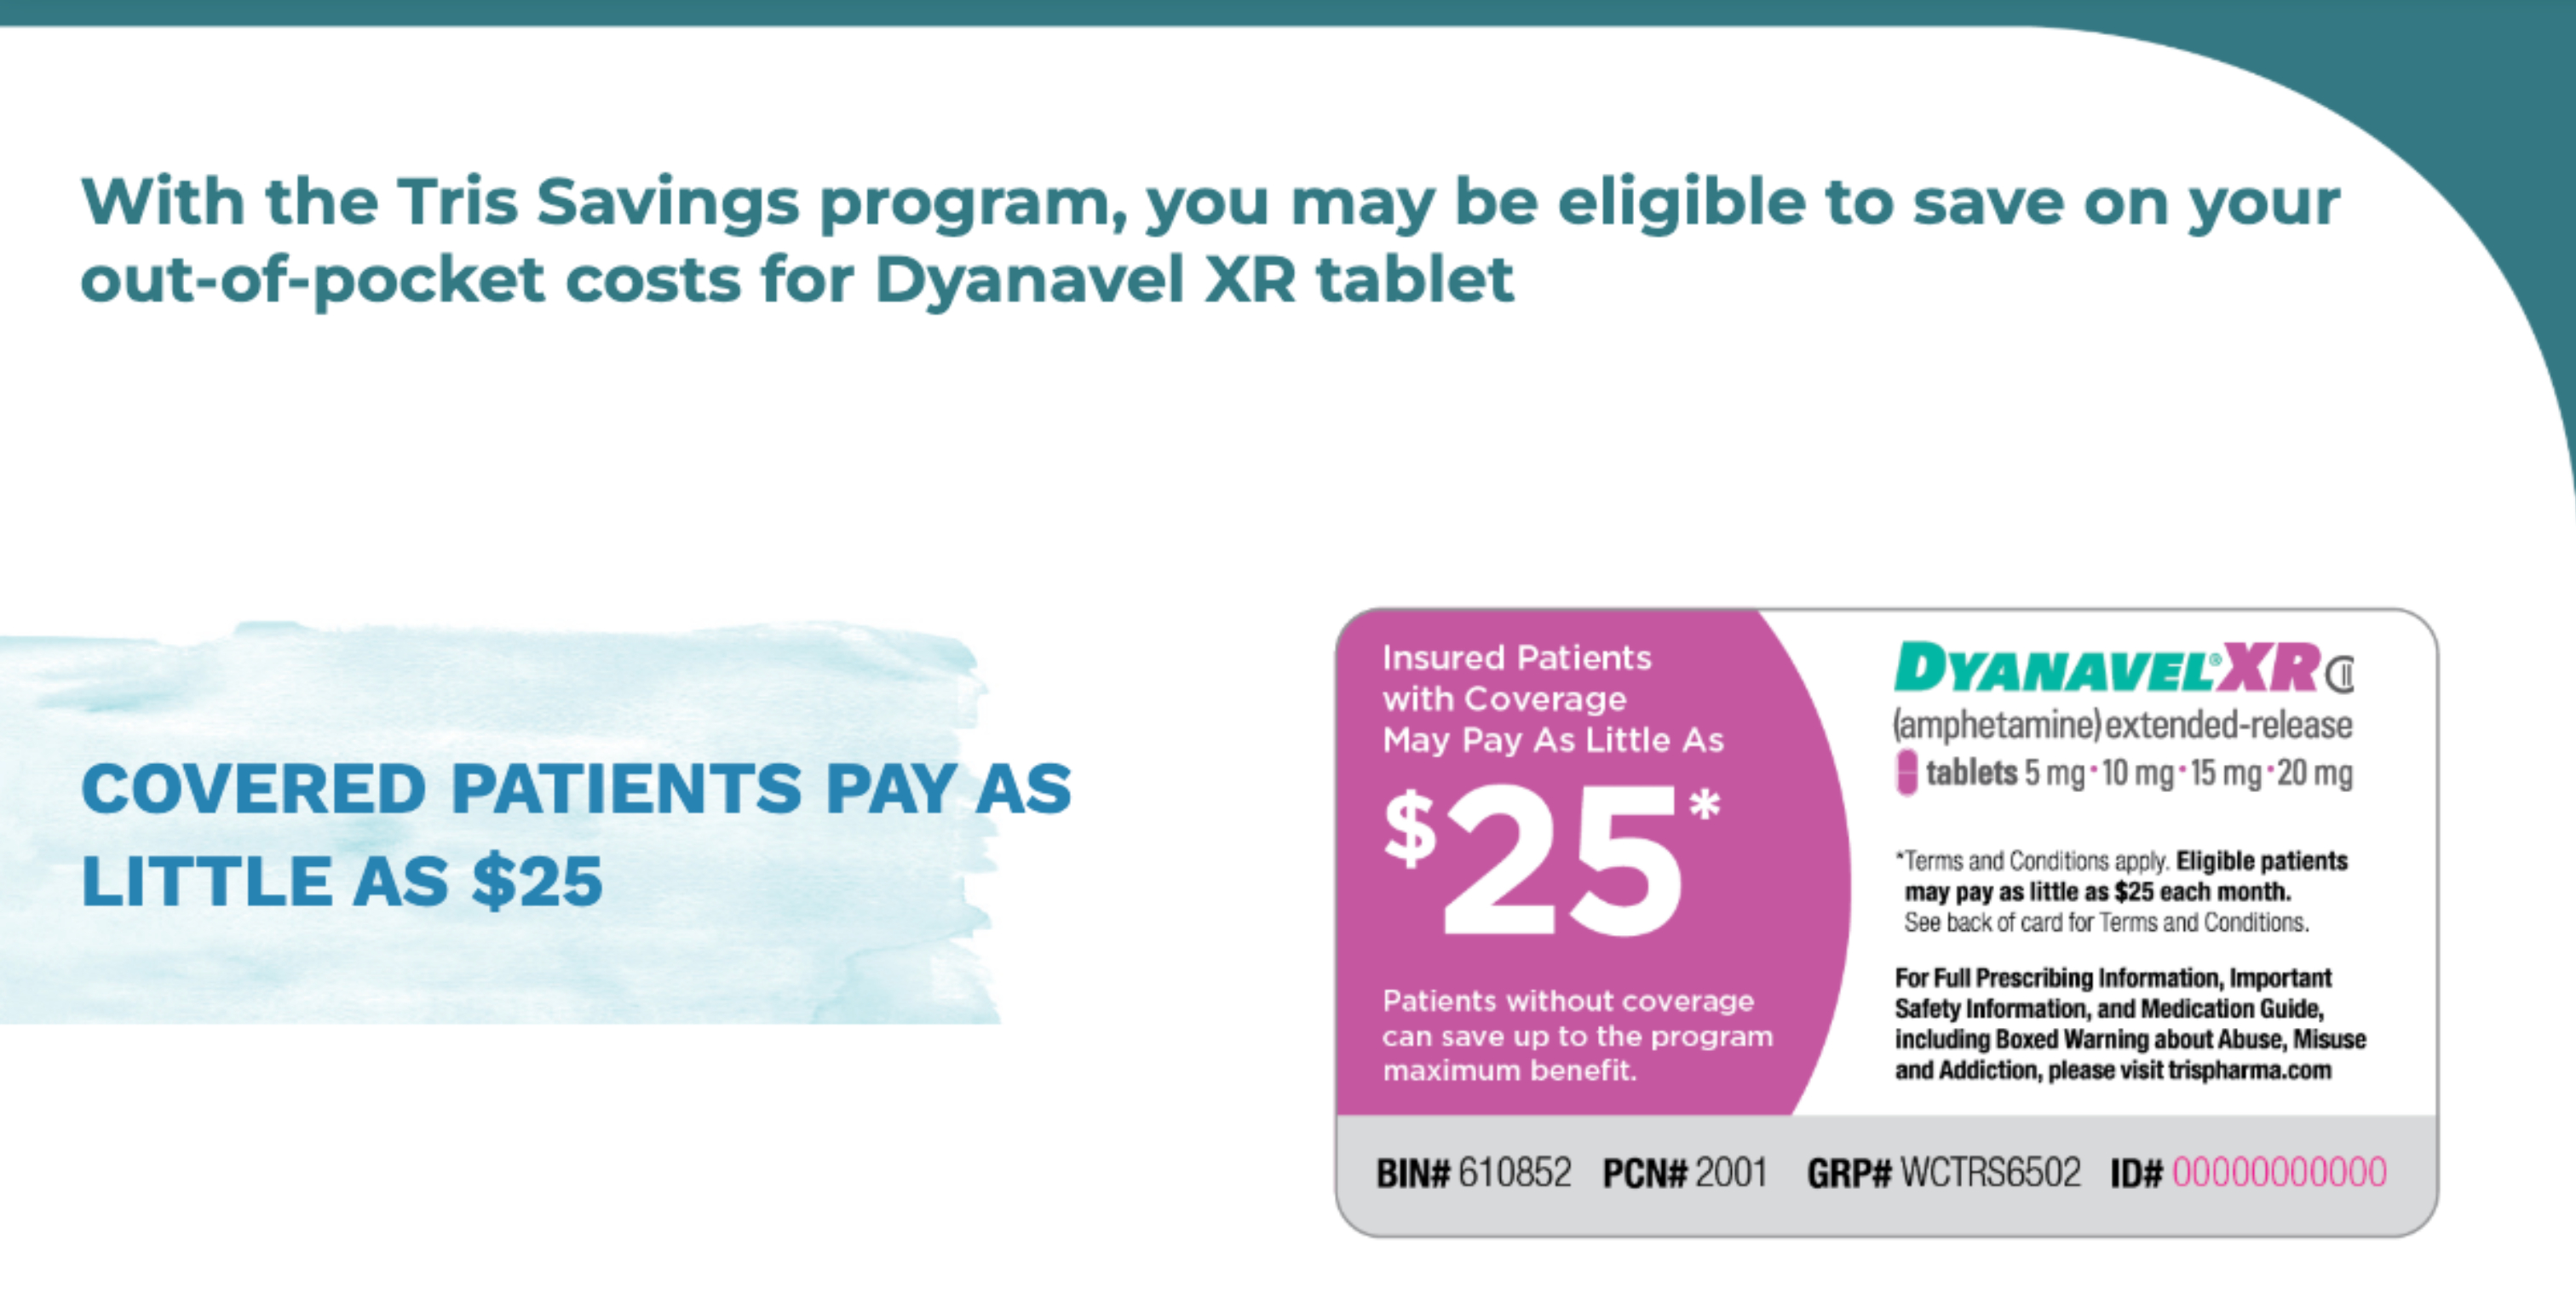 With the Tris Savings program, you may be eligible to save on your
out-of-pocket costs for Dyanavel XR tablet
COVERED PATIENTS PAY AS
LITTLE AS $25
Insured Patients
with Coverage
May Pay As Little As
$25*
Patients without coverage
can save up to the program
maximum benefit.
DYANAVEL® XR CII
(amphetamine) extended-release
tablets 5 mg • 10 mg • 15 mg • 20 mg
*Terms and Conditions apply. Eligible patients
may pay as little as $25 each month.
See back of card for Terms and Conditions.
For Full Prescribing Information, Important
Safety Information, and Medication Guide,
including Boxed Warning about Abuse, Misuse
and Addiction, please visit trispharma.com
BIN# 610852 PCN# 2001 GRP# WCTRS6502 ID# 00000000000